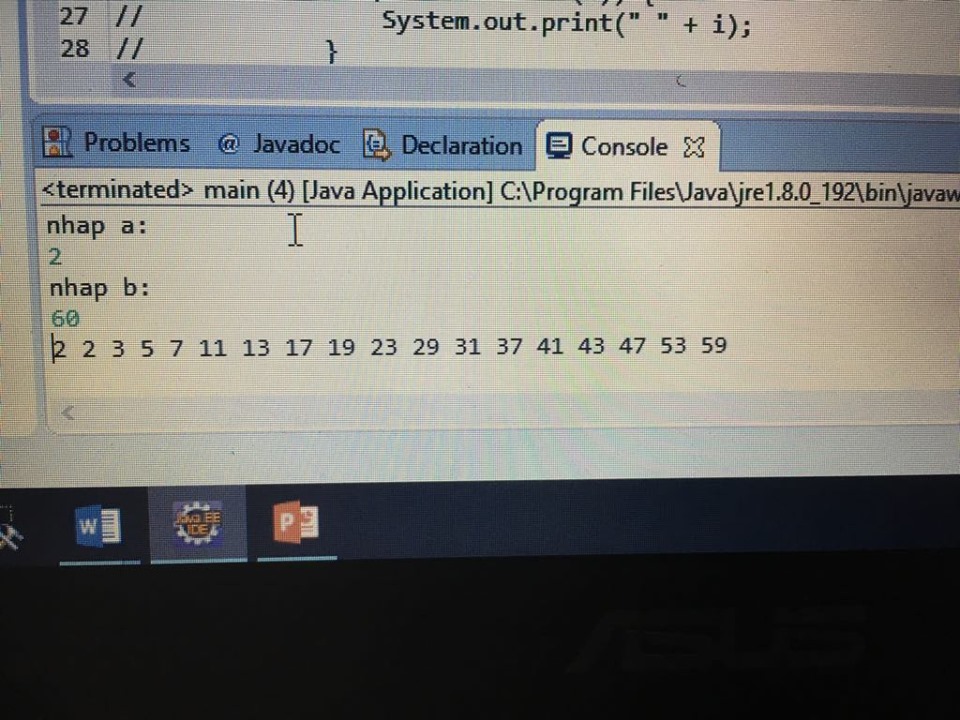 27 // System.out.print(" " + i);
28 // }
Problems @ Javadoc Declaration Console
<terminated> main (4) [Java Application] C:\Program Files\Java\jre1.8.0_192\bin\javaw
nhap a:
2
nhap b:
60
2 2 3 5 7 11 13 17 19 23 29 31 37 41 43 47 53 59
W JAVA EE P
IDE
ASUS